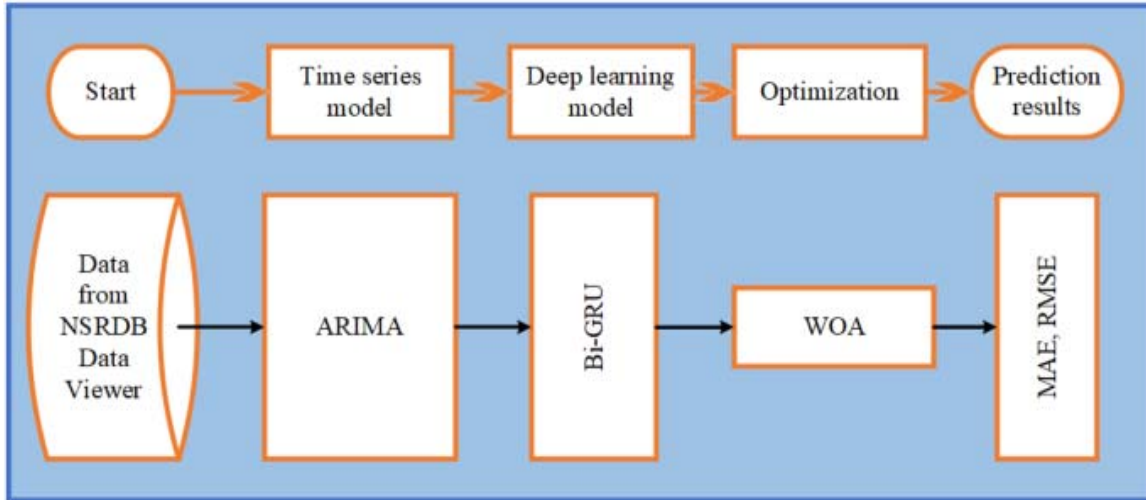 Start
Time series
model
Deep learning
model
Optimization
Prediction
results
Data
from
NSRDB
Data
Viewer
ARIMA
Bi-GRU
WOA
MAE, RMSE